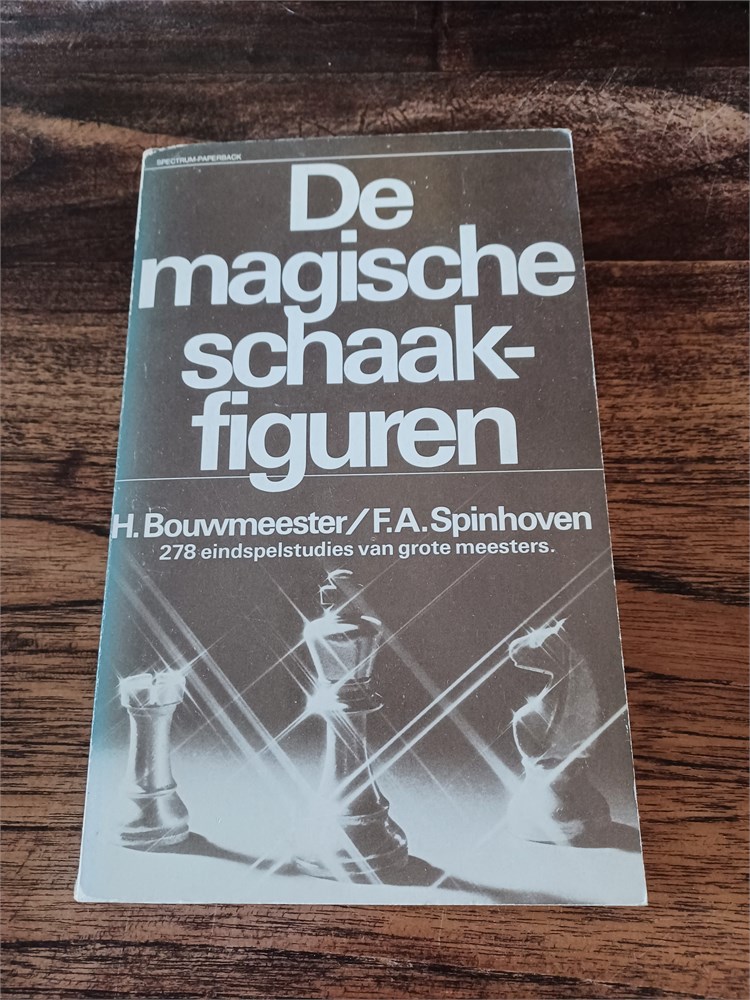 SPECTRUM-PAPERBACK
De
magische
schaak-
figuren
H. Bouwmeester/F.A. Spinhoven
278 eindspelstudies van grote meesters.